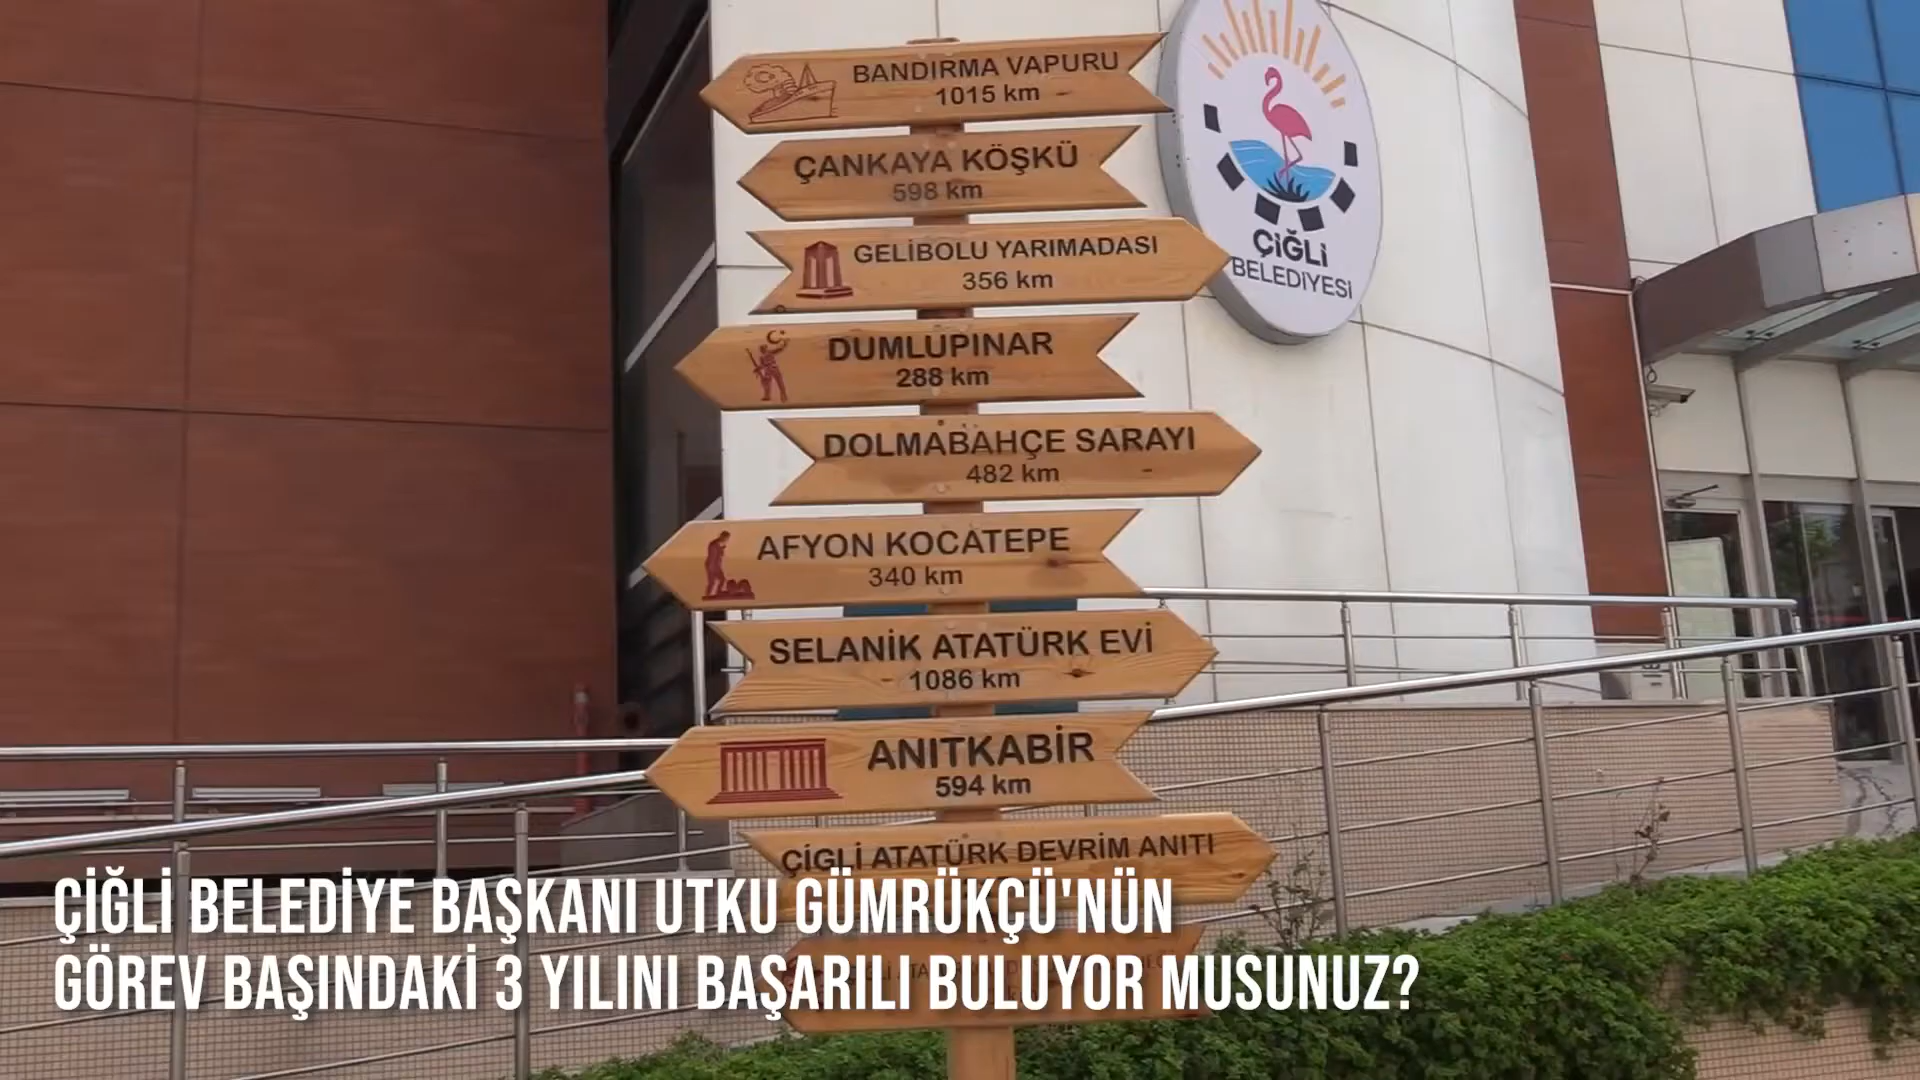 BANDIRMA VAPURU
1015 km
ÇANKAYA KÖŞKÜ
598 km
GELİBOLU YARIMADASI
356 km
DUMLUPINAR
288 km
DOLMABAHÇE SARAYI
482 km
AFYON KOCATEPE
340 km
SELANİK ATATÜRK EVİ
1086 km
ANITKABİR
594 km
ÇİĞLİ ATATÜRK DEVRİM ANITI
ÇİĞLİ
BELEDİYESİ
ÇİĞLİ BELEDİYE BAŞKANI UTKU GÜMRÜKÇÜ'NÜN
GÖREV BAŞINDAKİ 3 YILINI BAŞARILI BULUYOR MUSUNUZ?